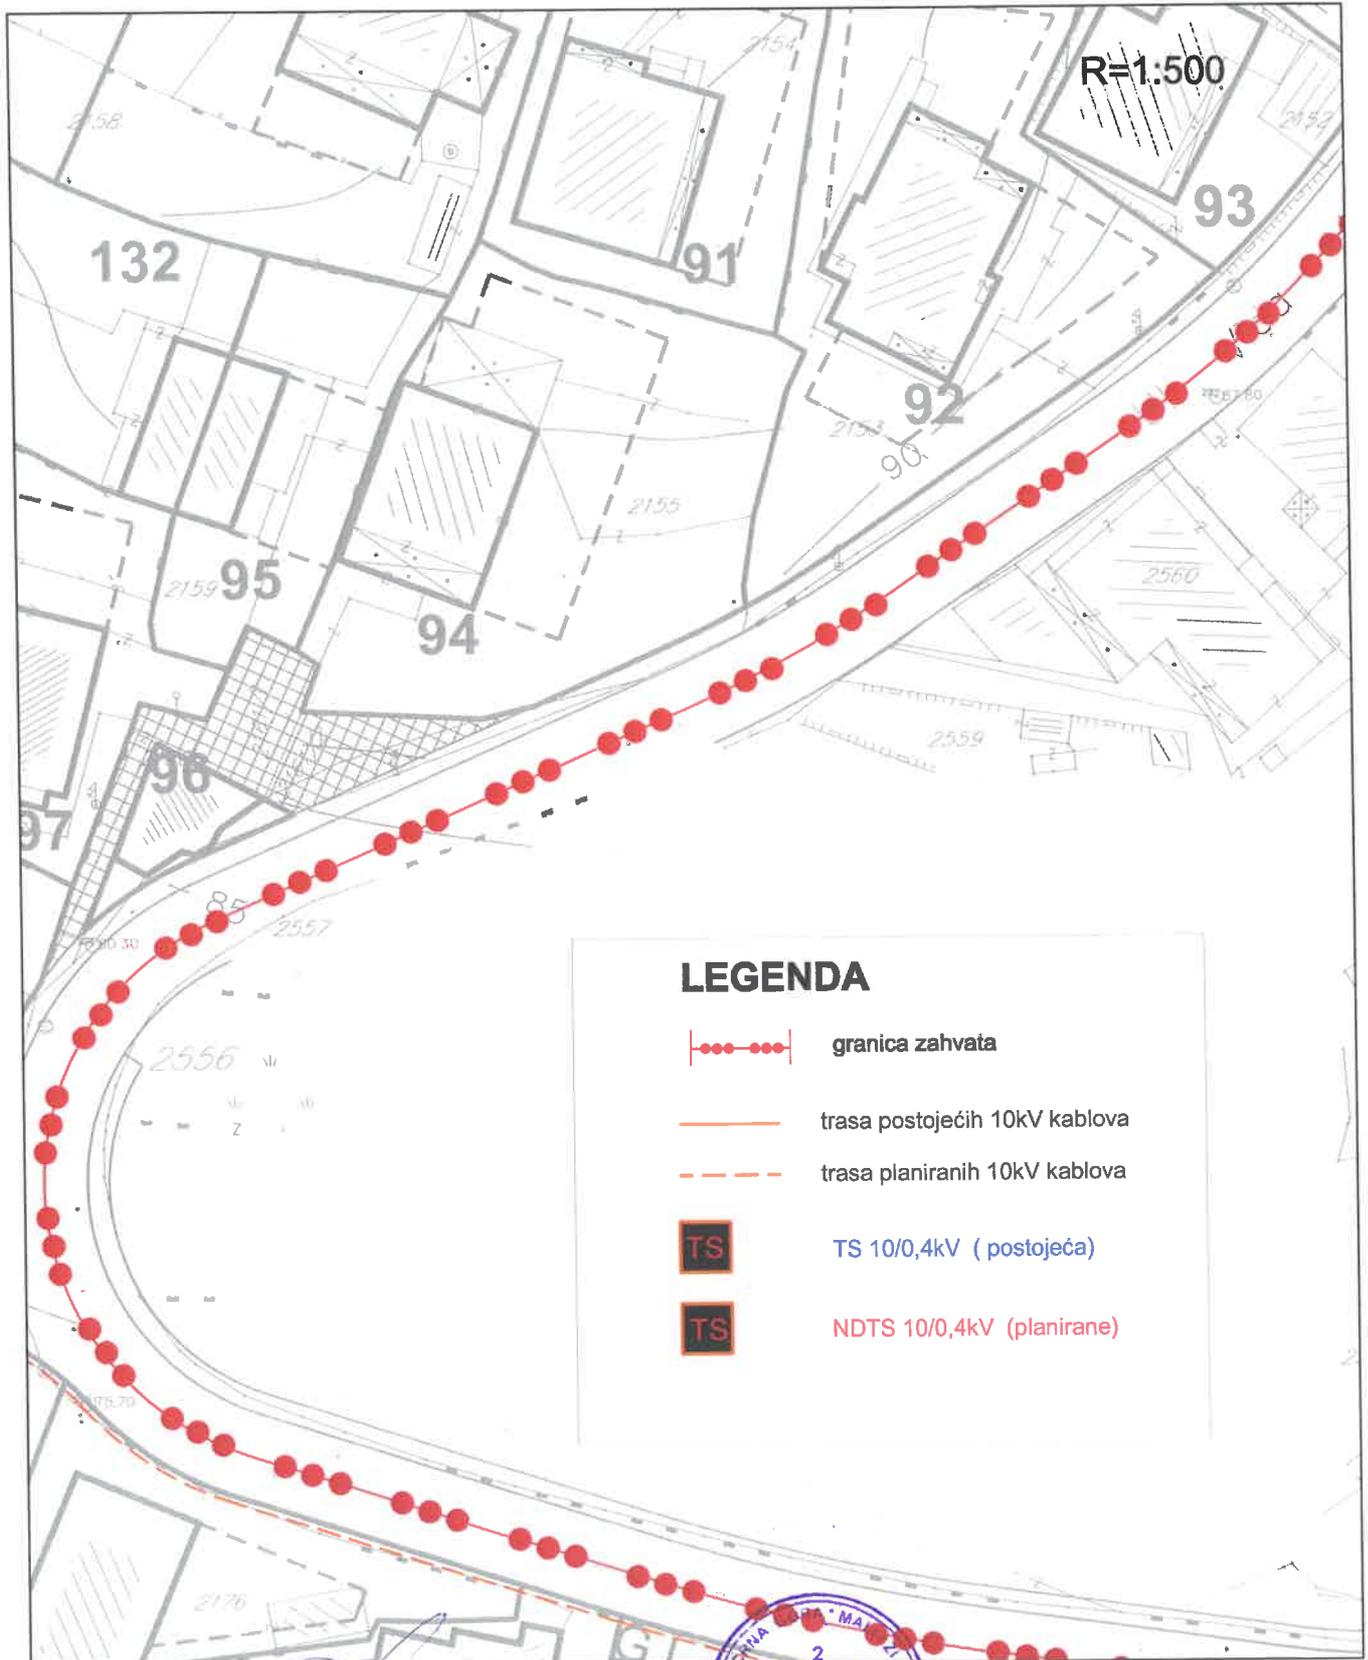 R=1:500
2154
2158
2152
93
132
91
92
2153
90
2155
95
2159
94
2560
2559
96
97
85
2557
2556
z
LEGENDA
granica zahvata
trasa postojećih 10kV kablova
trasa planiranih 10kV kablova
TS TS 10/0,4kV ( postojeća)
TS NDTS 10/0,4kV (planirane)
2176
G
2